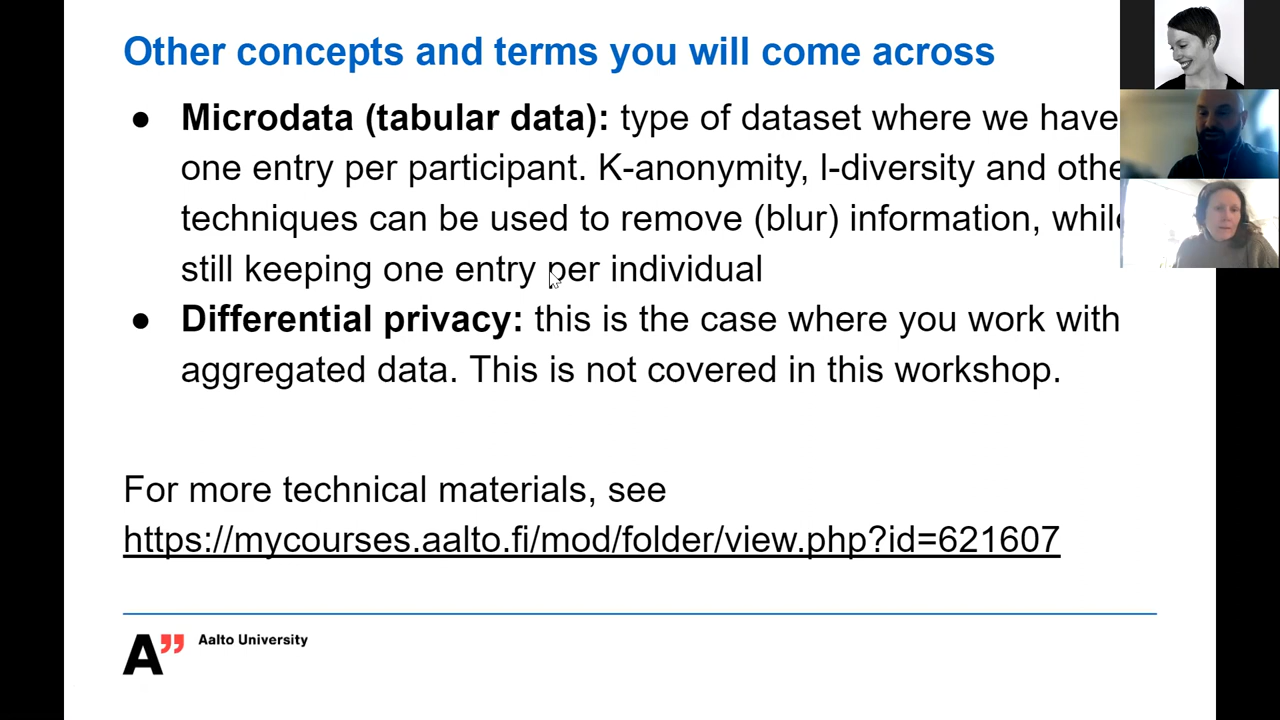 Other concepts and terms you will come across
● Microdata (tabular data): type of dataset where we have
one entry per participant. K-anonymity, l-diversity and othe
techniques can be used to remove (blur) information, whil
still keeping one entry per individual
● Differential privacy: this is the case where you work with
aggregated data. This is not covered in this workshop.
For more technical materials, see
https://mycourses.aalto.fi/mod/folder/view.php?id=621607
A” Aalto University